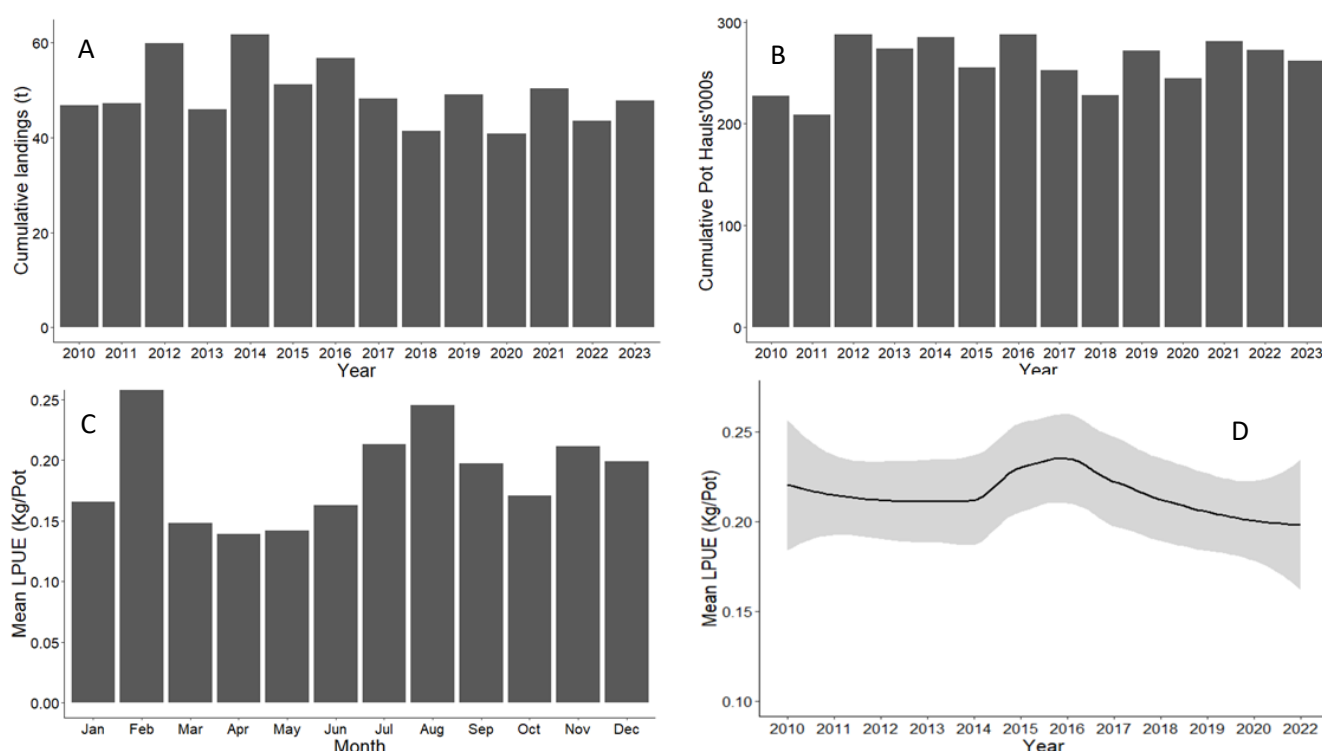 A
Cumulative landings (t)
60
40
20
0
2010 2011 2012 2013 2014 2015 2016 2017 2018 2019 2020 2021 2022 2023
Year
B
Cumulative Pot Hauls'000s
300
200
100
0
2010 2011 2012 2013 2014 2015 2016 2017 2018 2019 2020 2021 2022 2023
Year
C
Mean LPUE (Kg/Pot)
0.25
0.20
0.15
0.10
0.05
0.00
Jan Feb Mar Apr May Jun Jul Aug Sep Oct Nov Dec
Month
D
Mean LPUE (Kg/Pot)
0.25
0.20
0.15
0.10
2010 2011 2012 2013 2014 2015 2016 2017 2018 2019 2020 2021 2022
Year